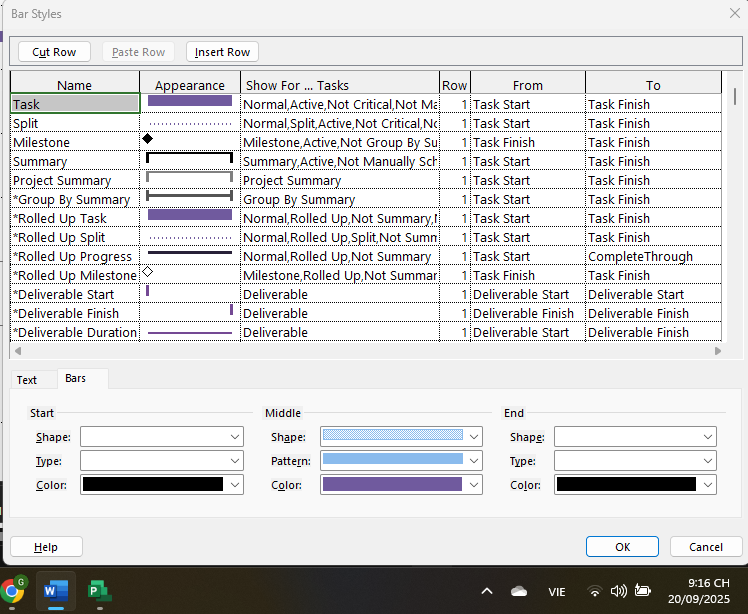 Bar Styles
Cut Row Paste Row Insert Row
Name Appearance Show For ... Tasks Row From To
Task Normal,Active,Not Critical,Not Ma 1 Task Start Task Finish
Split Normal,Split,Active,Not Critical,No 1 Task Start Task Finish
Milestone Milestone,Active,Not Group By Su 1 Task Finish Task Finish
Summary Summary,Active,Not Manually Sch 1 Task Start Task Finish
Project Summary Project Summary 1 Task Start Task Finish
*Group By Summary Group By Summary 1 Task Start Task Finish
*Rolled Up Task Normal,Rolled Up,Not Summary, 1 Task Start Task Finish
*Rolled Up Split Normal,Rolled Up,Split,Not Summ 1 Task Start Task Finish
*Rolled Up Progress Normal,Rolled Up,Not Summary 1 Task Start CompleteThrough
*Rolled Up Milestone Milestone,Rolled Up,Not Summar 1 Task Finish Task Finish
*Deliverable Start Deliverable 1 Deliverable Start Deliverable Start
*Deliverable Finish Deliverable 1 Deliverable Finish Deliverable Finish
*Deliverable Duration Deliverable 1 Deliverable Start Deliverable Finish
Text Bars
Start Middle End
Shape: Shape: Shape:
Type: Pattern: Type:
Color: Color: Color:
Help OK Cancel
G W P VIE 9:16 CH
20/09/2025